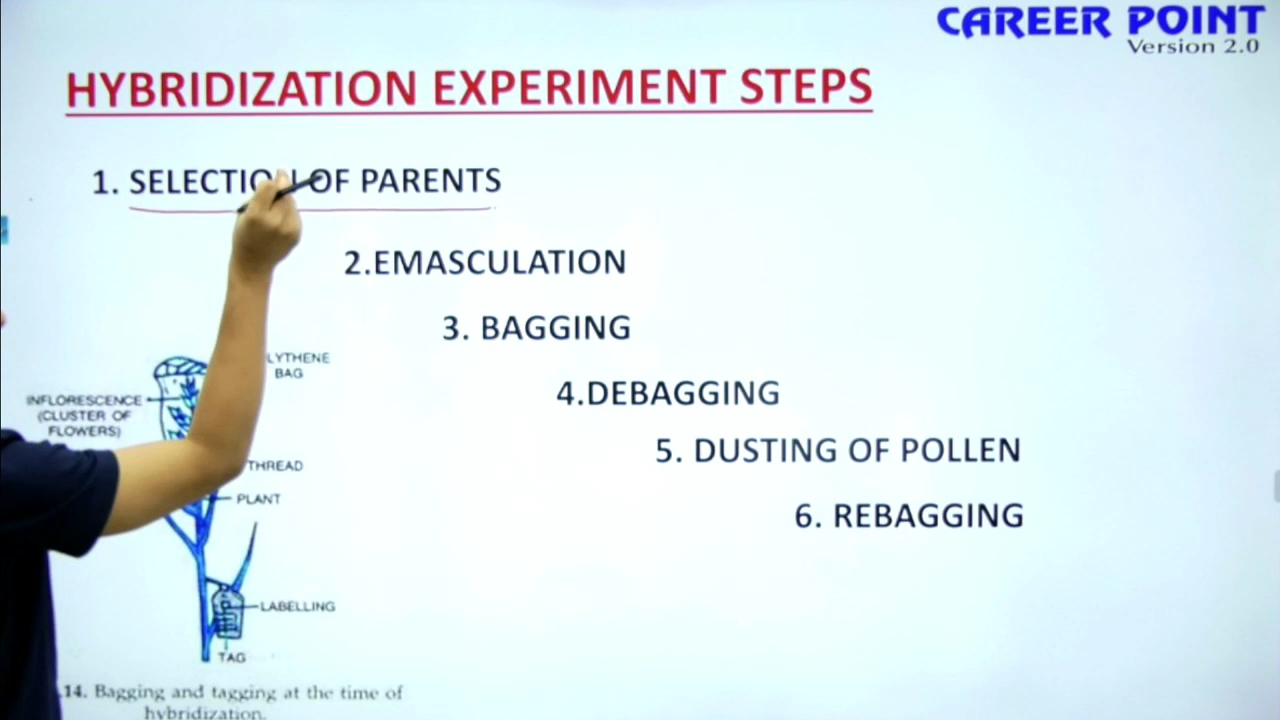 CAREER POINT
Version 2.0
HYBRIDIZATION EXPERIMENT STEPS
1. SELECTION OF PARENTS
2.EMASCULATION
3. BAGGING
4.DEBAGGING
5. DUSTING OF POLLEN
6. REBAGGING
LYTHENE
BAG
INFLORESCENCE
(CLUSTER OF
FLOWERS)
THREAD
PLANT
LABELLING
TAG
14. Bagging and tagging at the time of
hybridization.